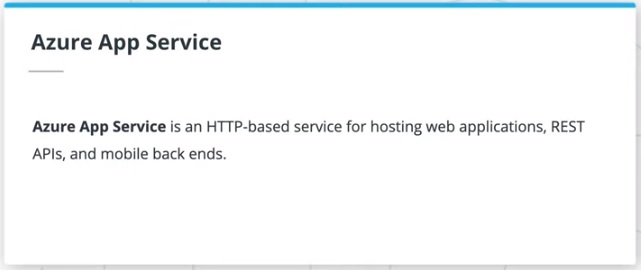 Azure App Service
Azure App Service is an HTTP-based service for hosting web applications, REST
APIs, and mobile back ends.